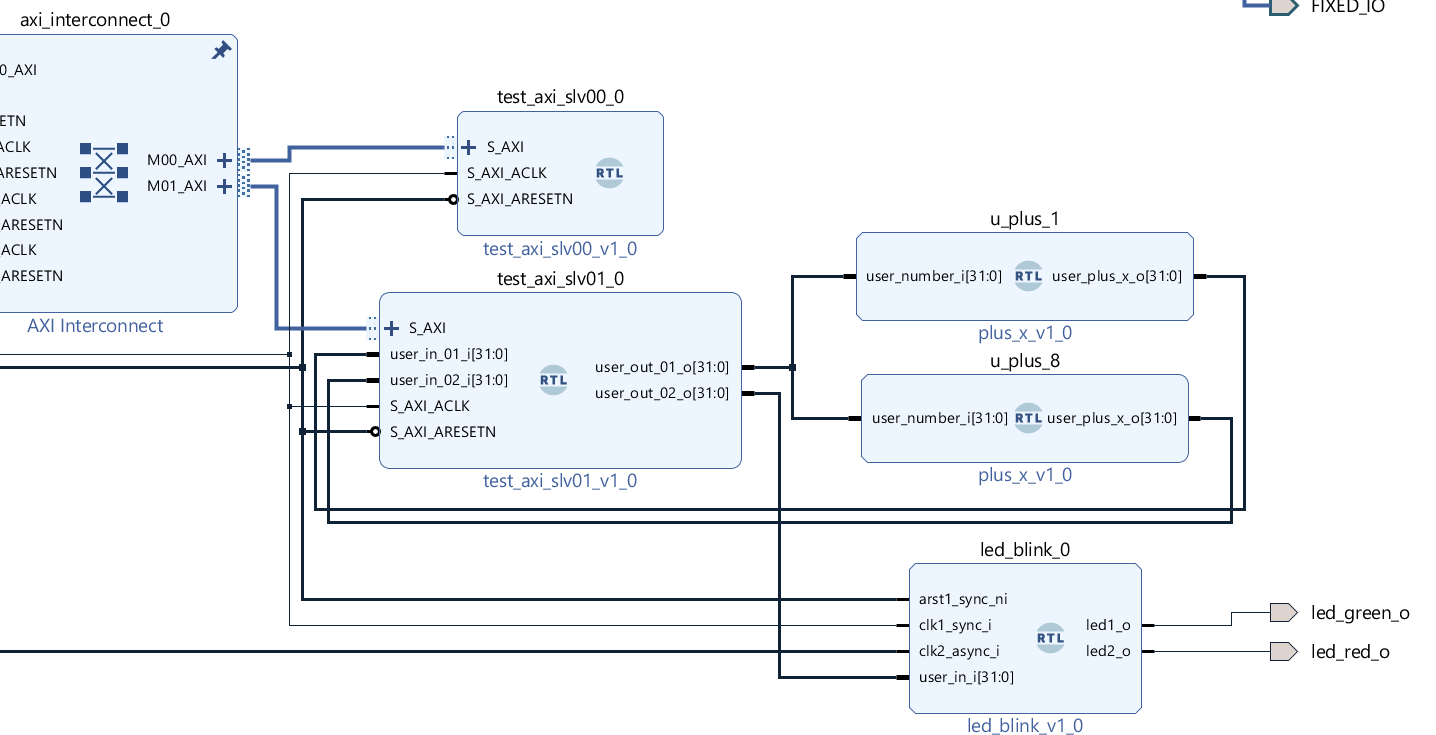 FIXED_IO
axi_interconnect_0
0_AXI
ETN
ACLK
ARESETN
ACLK
ARESETN
ACLK
ARESETN
M00_AXI
M01_AXI
AXI Interconnect
test_axi_slv00_0
S_AXI
S_AXI_ACLK
S_AXI_ARESETN
RTL
test_axi_slv00_v1_0
test_axi_slv01_0
S_AXI
user_in_01_i[31:0]
user_in_02_i[31:0]
S_AXI_ACLK
S_AXI_ARESETN
RTL
user_out_01_o[31:0]
user_out_02_o[31:0]
test_axi_slv01_v1_0
u_plus_1
user_number_i[31:0] RTL user_plus_x_o[31:0]
plus_x_v1_0
u_plus_8
user_number_i[31:0] RTL user_plus_x_o[31:0]
plus_x_v1_0
led_blink_0
arst1_sync_ni
clk1_sync_i
clk2_async_i
user_in_i[31:0]
RTL
led1_o
led2_o
led_blink_v1_0
led_green_o
led_red_o